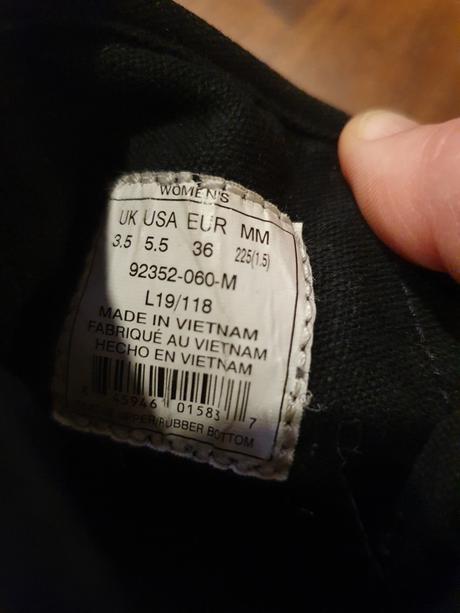 WOMEN'S
UK USA EUR MM
3.5 5.5 36 225(1.5)
92352-060-M
L19/118
MADE IN VIETNAM
FABRIQUÉ AU VIETNAM
HECHO EN VIETNAM
45946 01583 7
RUBBER BOTTOM